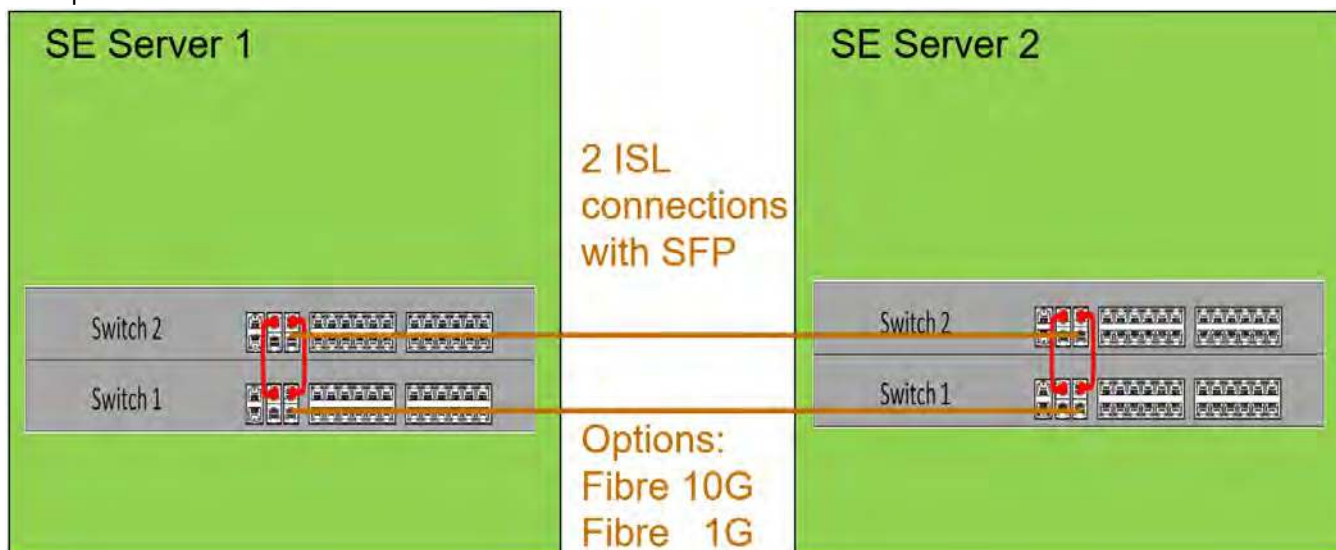 SE Server 1
SE Server 2
2 ISL
connections
with SFP
Switch 2
Switch 1
Switch 2
Switch 1
Options:
Fibre 10G
Fibre 1G